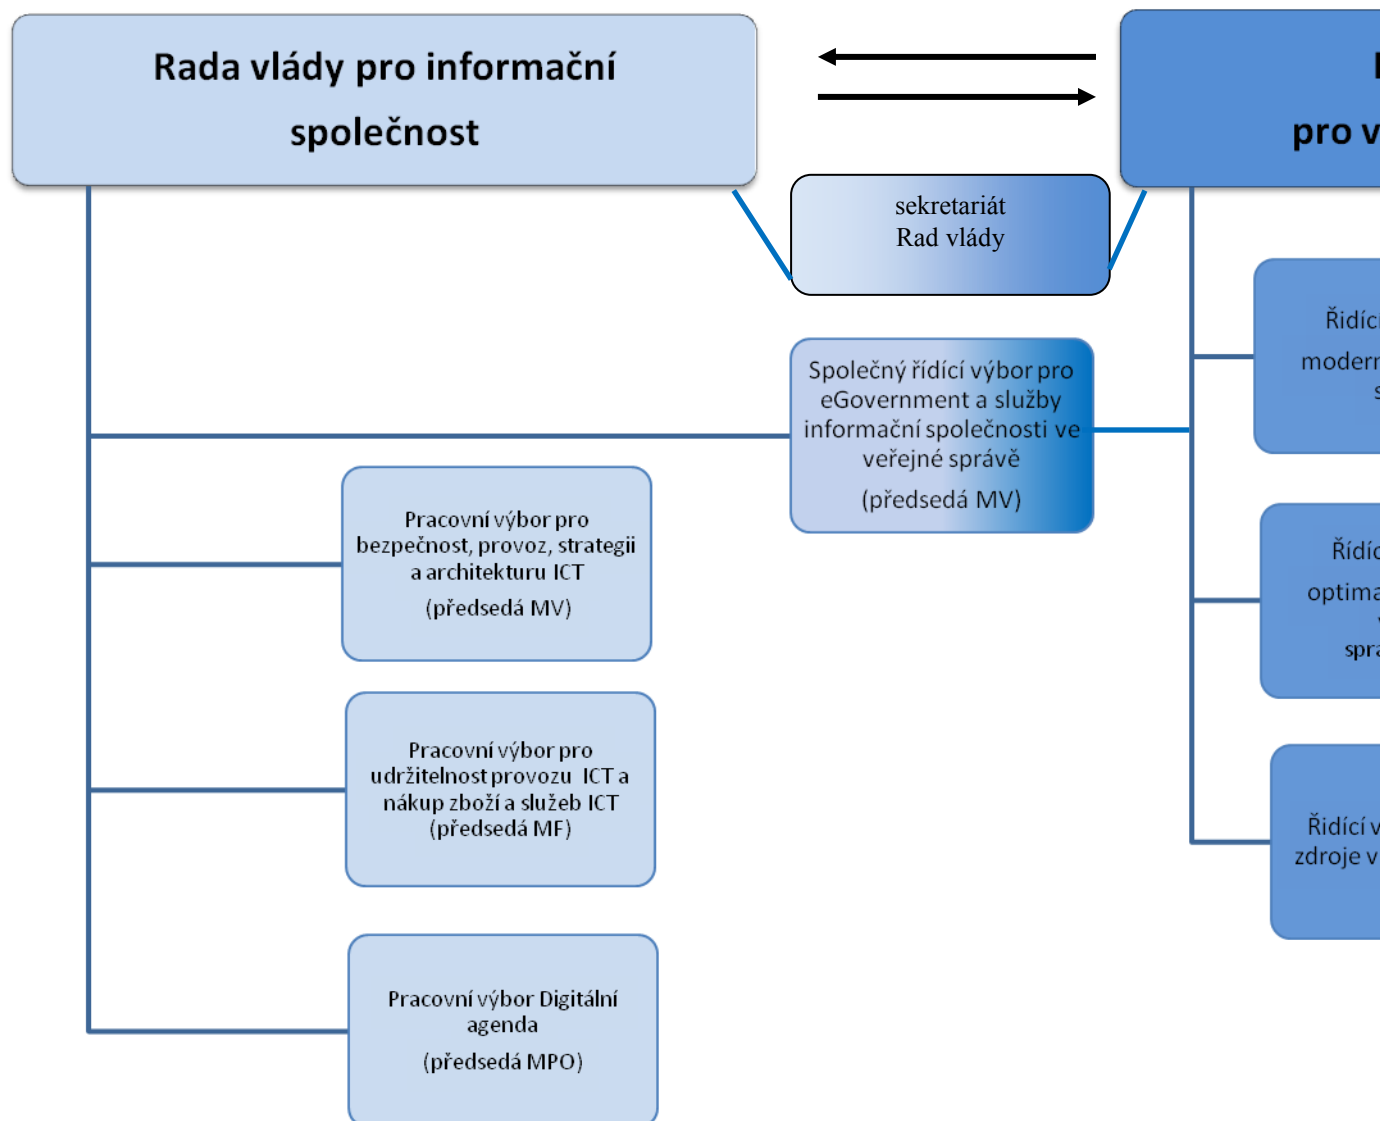 Rada vlády pro informační
společnost
pro
sekretariát
Rad vlády
Společný řídící výbor pro
eGovernment a služby
informační společnosti ve
veřejné správě
(předsedá MV)
Pracovní výbor pro
bezpečnost, provoz, strategii
a architekturu ICT
(předsedá MV)
Pracovní výbor pro
udržitelnost provozu ICT a
nákup zboží a služeb ICT
(předsedá MF)
Pracovní výbor Digitální
agenda
(předsedá MPO)
Řidící
zdroje v